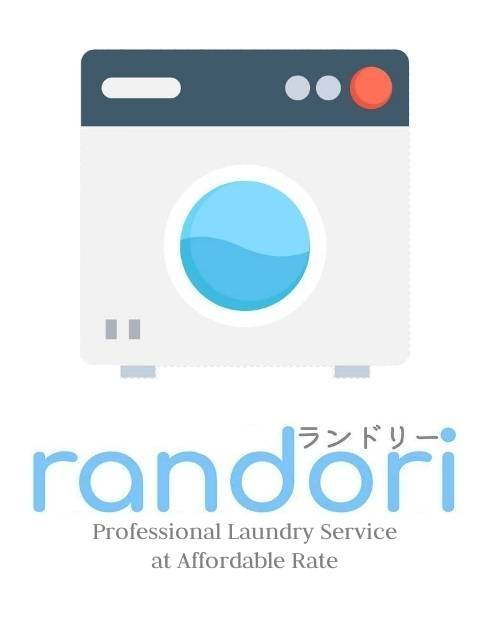 ランドリー
randori
Professional Laundry Service
at Affordable Rate